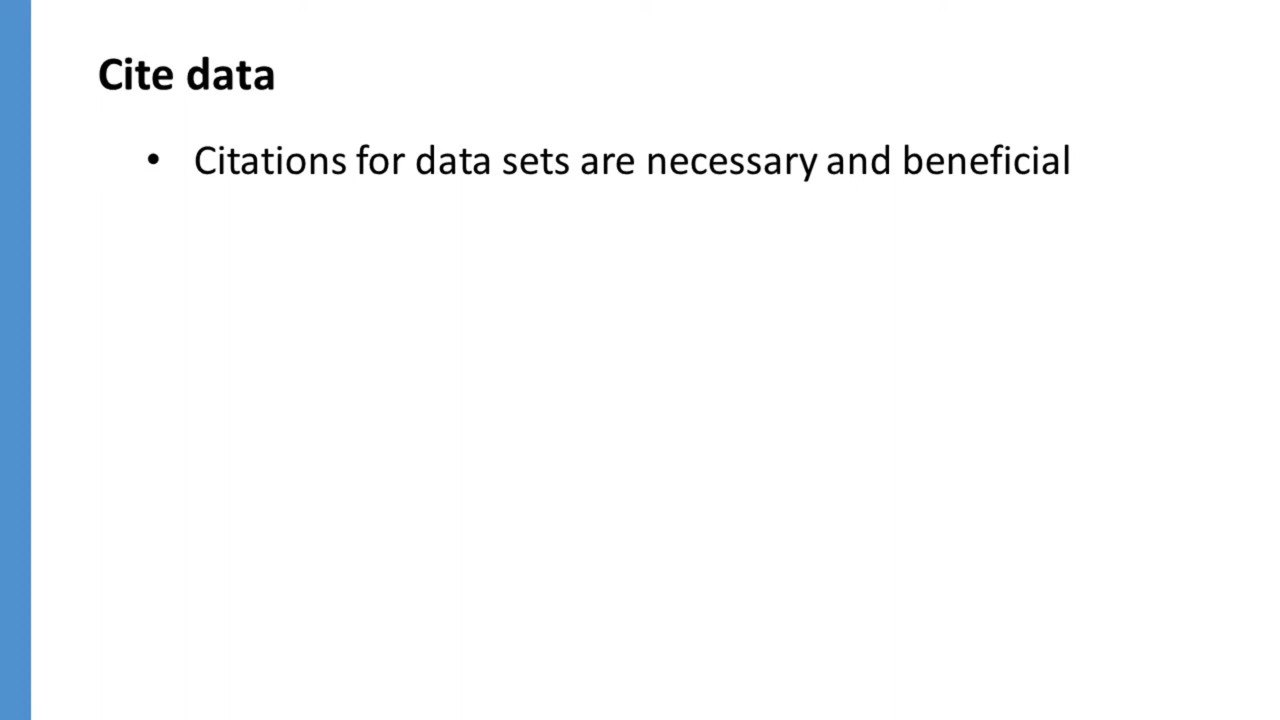 Cite data
• Citations for data sets are necessary and beneficial